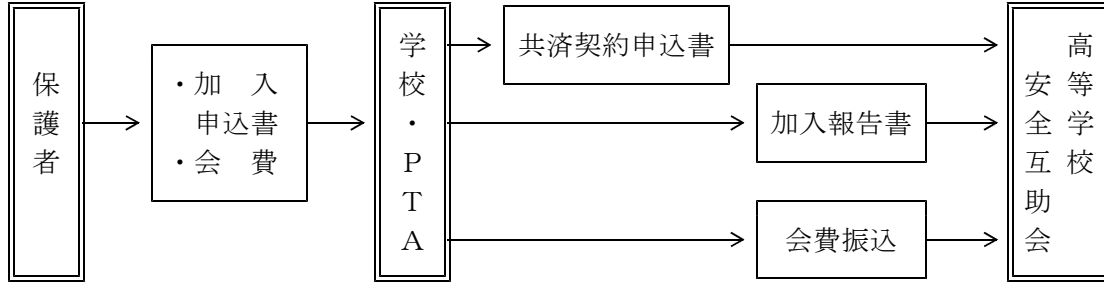 保護者
・加　入
申込書
・会　費
学校・PTA
共済契約申込書
加入報告書
会費振込
高等学校
安全互助会